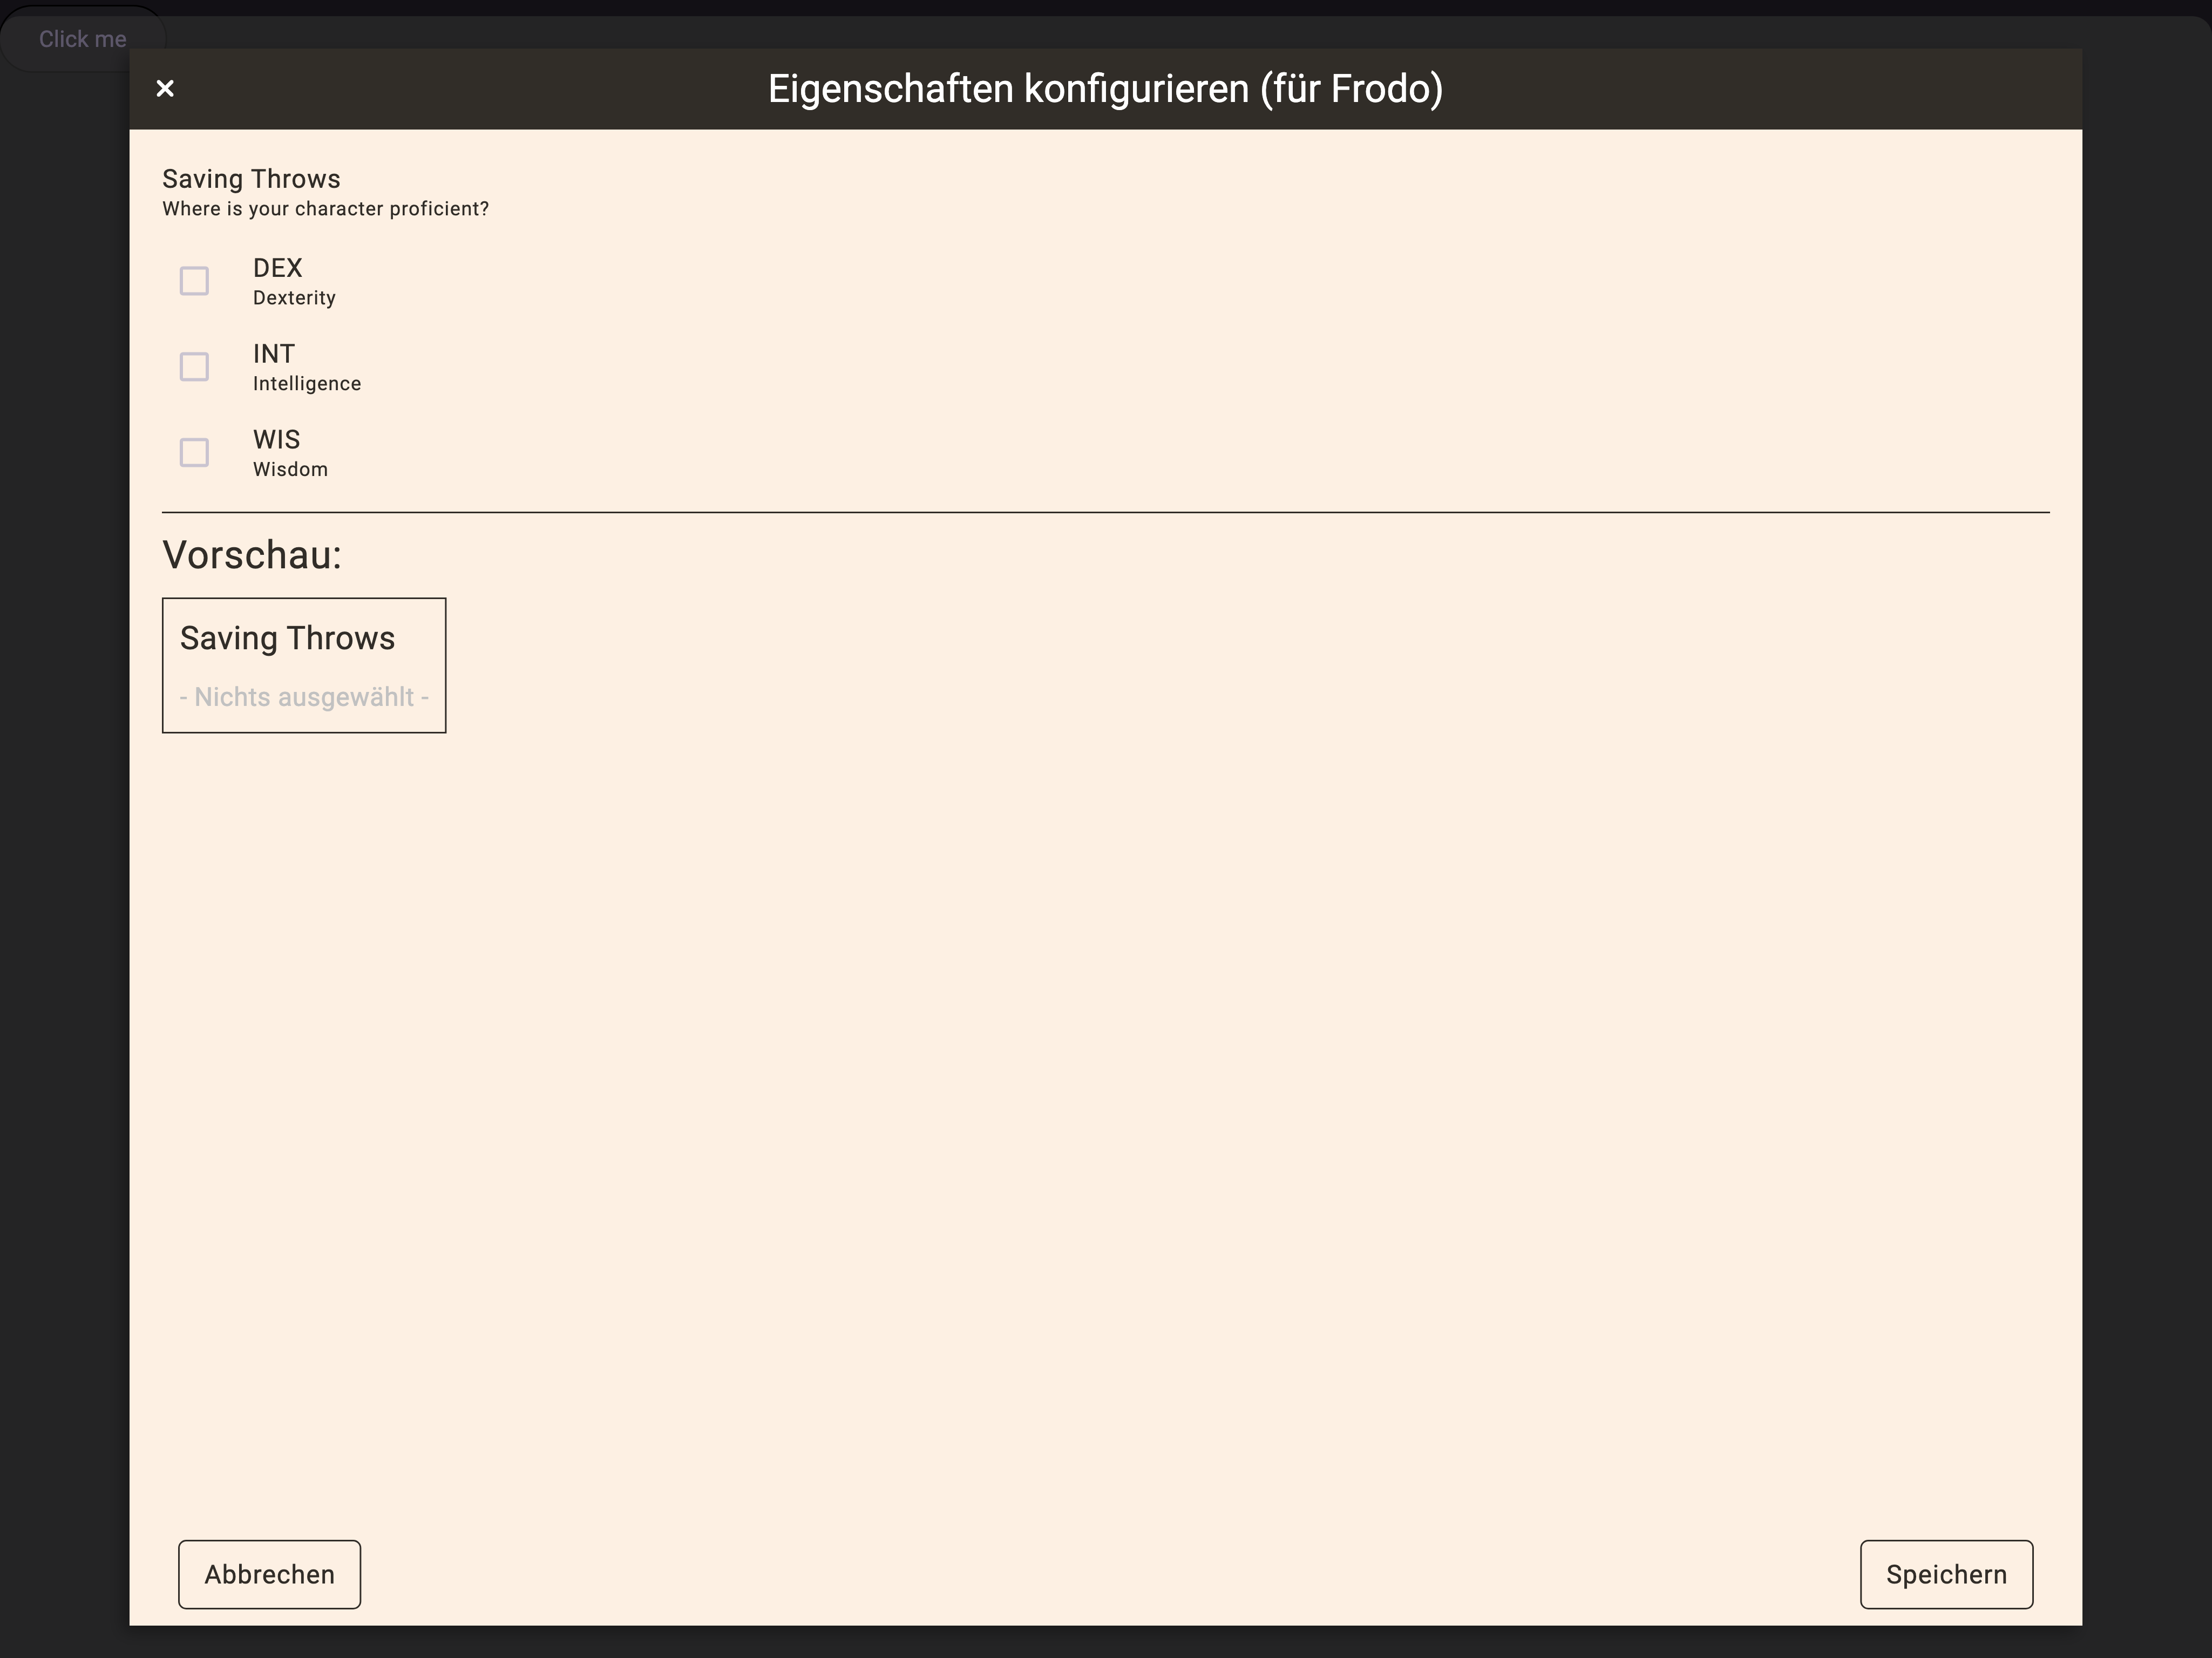 Click me
Eigenschaften konfigurieren (für Frodo)
Saving Throws
Where is your character proficient?
DEX
Dexterity
INT
Intelligence
WIS
Wisdom
Vorschau:
Saving Throws
- Nichts ausgewählt -
Abbrechen
Speichern